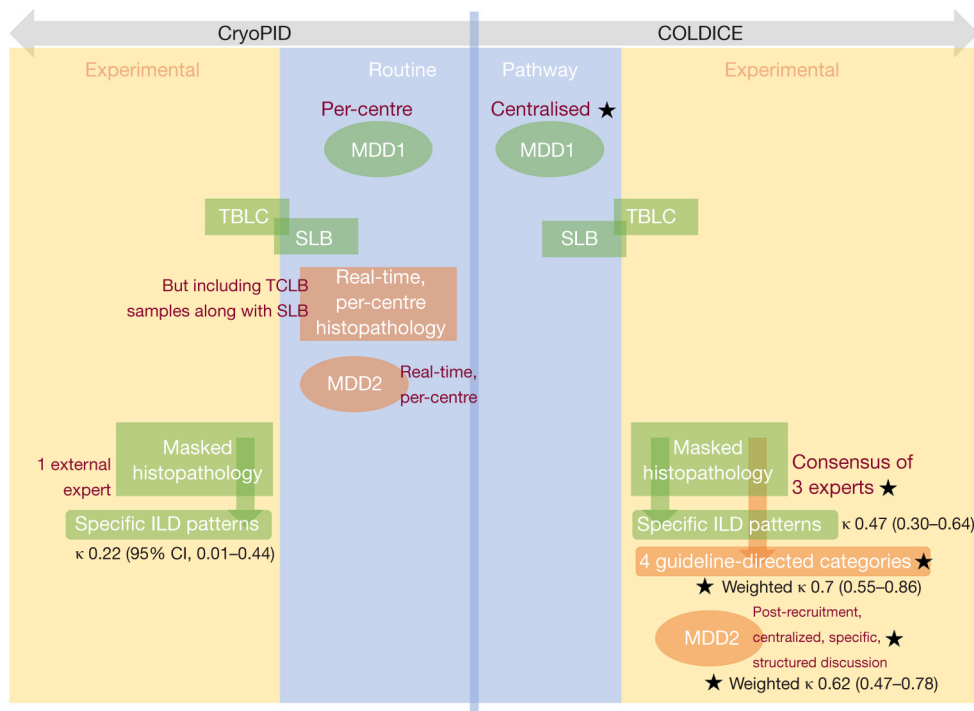 CryoPID
COLDICE
Experimental
Routine
Pathway
Experimental
Per-centre
Centralised ★
MDD1
MDD1
TBLC
SLB
TBLC
SLB
But including TCLB
samples along with SLB
Real-time,
per-centre
histopathology
MDD2
Real-time,
per-centre
1 external
expert
Masked
histopathology
Specific ILD patterns
κ 0.22 (95% CI, 0.01–0.44)
Masked
histopathology
Consensus of
3 experts ★
Specific ILD patterns
κ 0.47 (0.30–0.64)
4 guideline-directed categories ★
★ Weighted κ 0.7 (0.55–0.86)
MDD2
Post-recruitment,
centralized, specific, ★
structured discussion
★ Weighted κ 0.62 (0.47–0.78)